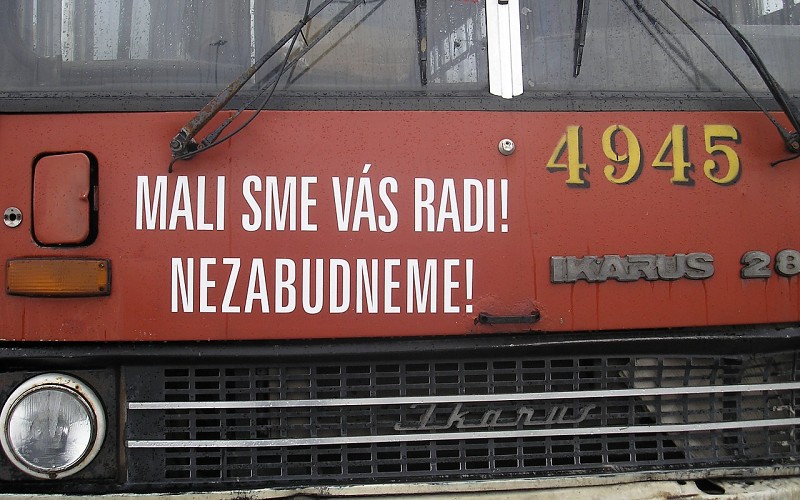 MALI SME VÁS RADI!
NEZABUDNEME!
4945
IKARUS 28
Ikarus